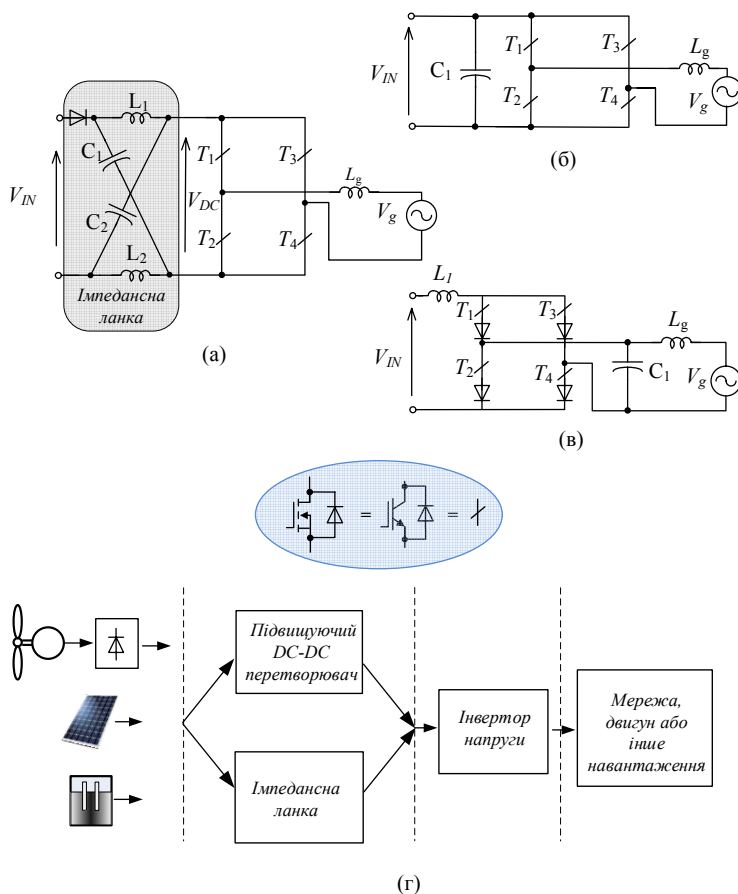 L₁
C₁
C₂
L₂
V_IN
V_DC
T₁
T₂
T₃
T₄
L_g
V_g
Імпедансна
ланка
(а)
V_IN
C₁
T₁
T₂
T₃
T₄
L_g
V_g
(б)
L₁
V_IN
T₁
T₂
T₃
T₄
C₁
L_g
V_g
(в)
=
=
Підвищуючий
DC-DC
перетворювач
Імпедансна
ланка
Інвертор
напруги
Мережа,
двигун або
інше
навантаження
(г)